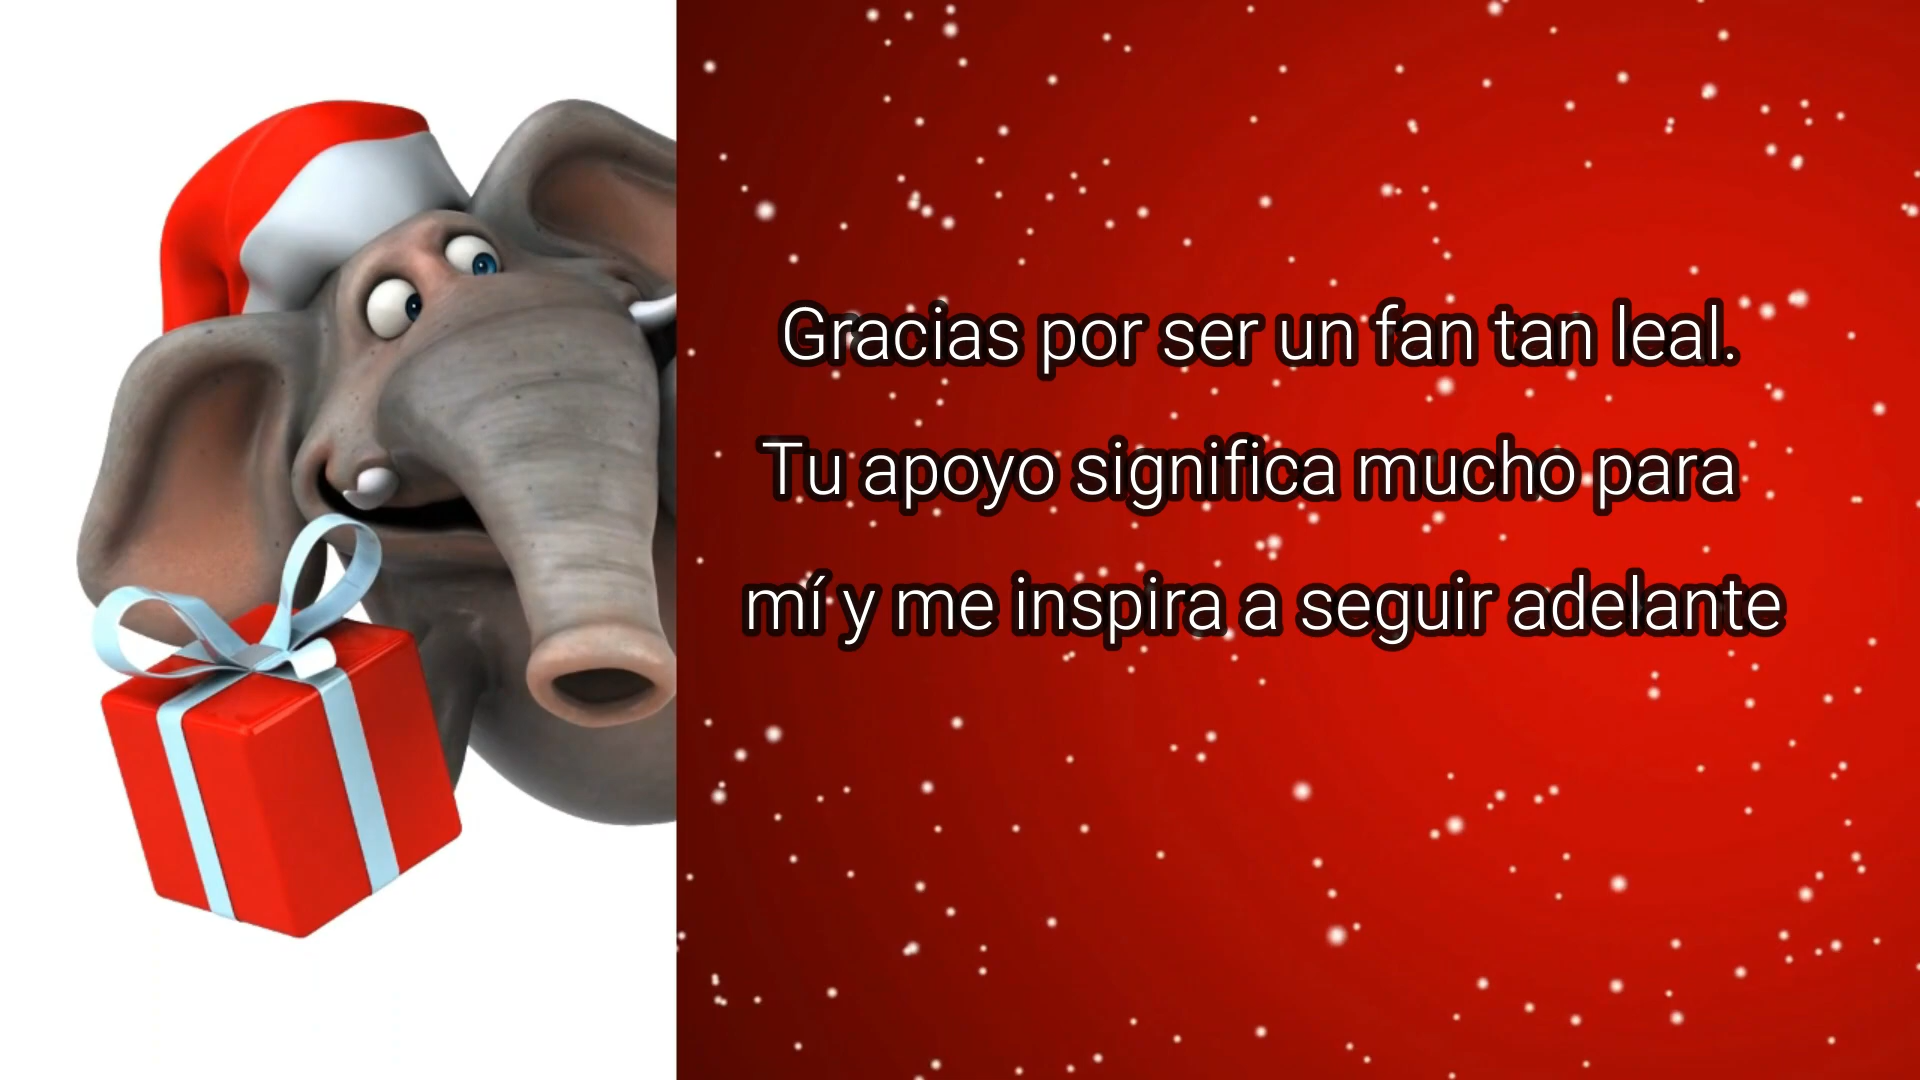 Gracias por ser un fan tan leal.
Tu apoyo significa mucho para
mí y me inspira a seguir adelante